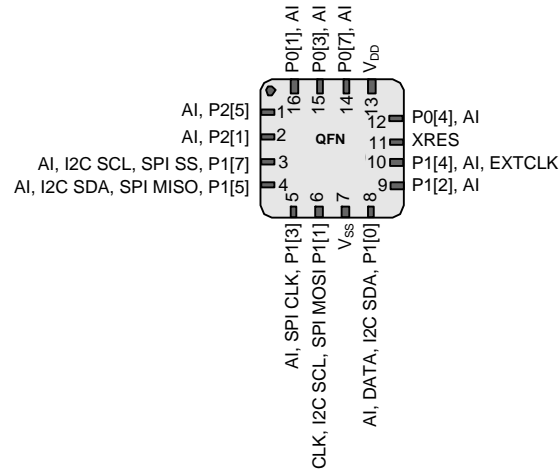 P0[1], AI
P0[3], AI
P0[7], AI
VDD
16
15
14
13
AI, P2[5]
1
AI, P2[1]
2
AI, I2C SCL, SPI SS, P1[7]
3
AI, I2C SDA, SPI MISO, P1[5]
4
QFN
12
P0[4], AI
11
XRES
10
P1[4], AI, EXTCLK
9
P1[2], AI
5
6
7
8
AI, SPI CLK, P1[3]
CLK, I2C SCL, SPI MOSI P1[1]
VSS
AI, DATA, I2C SDA, P1[0]